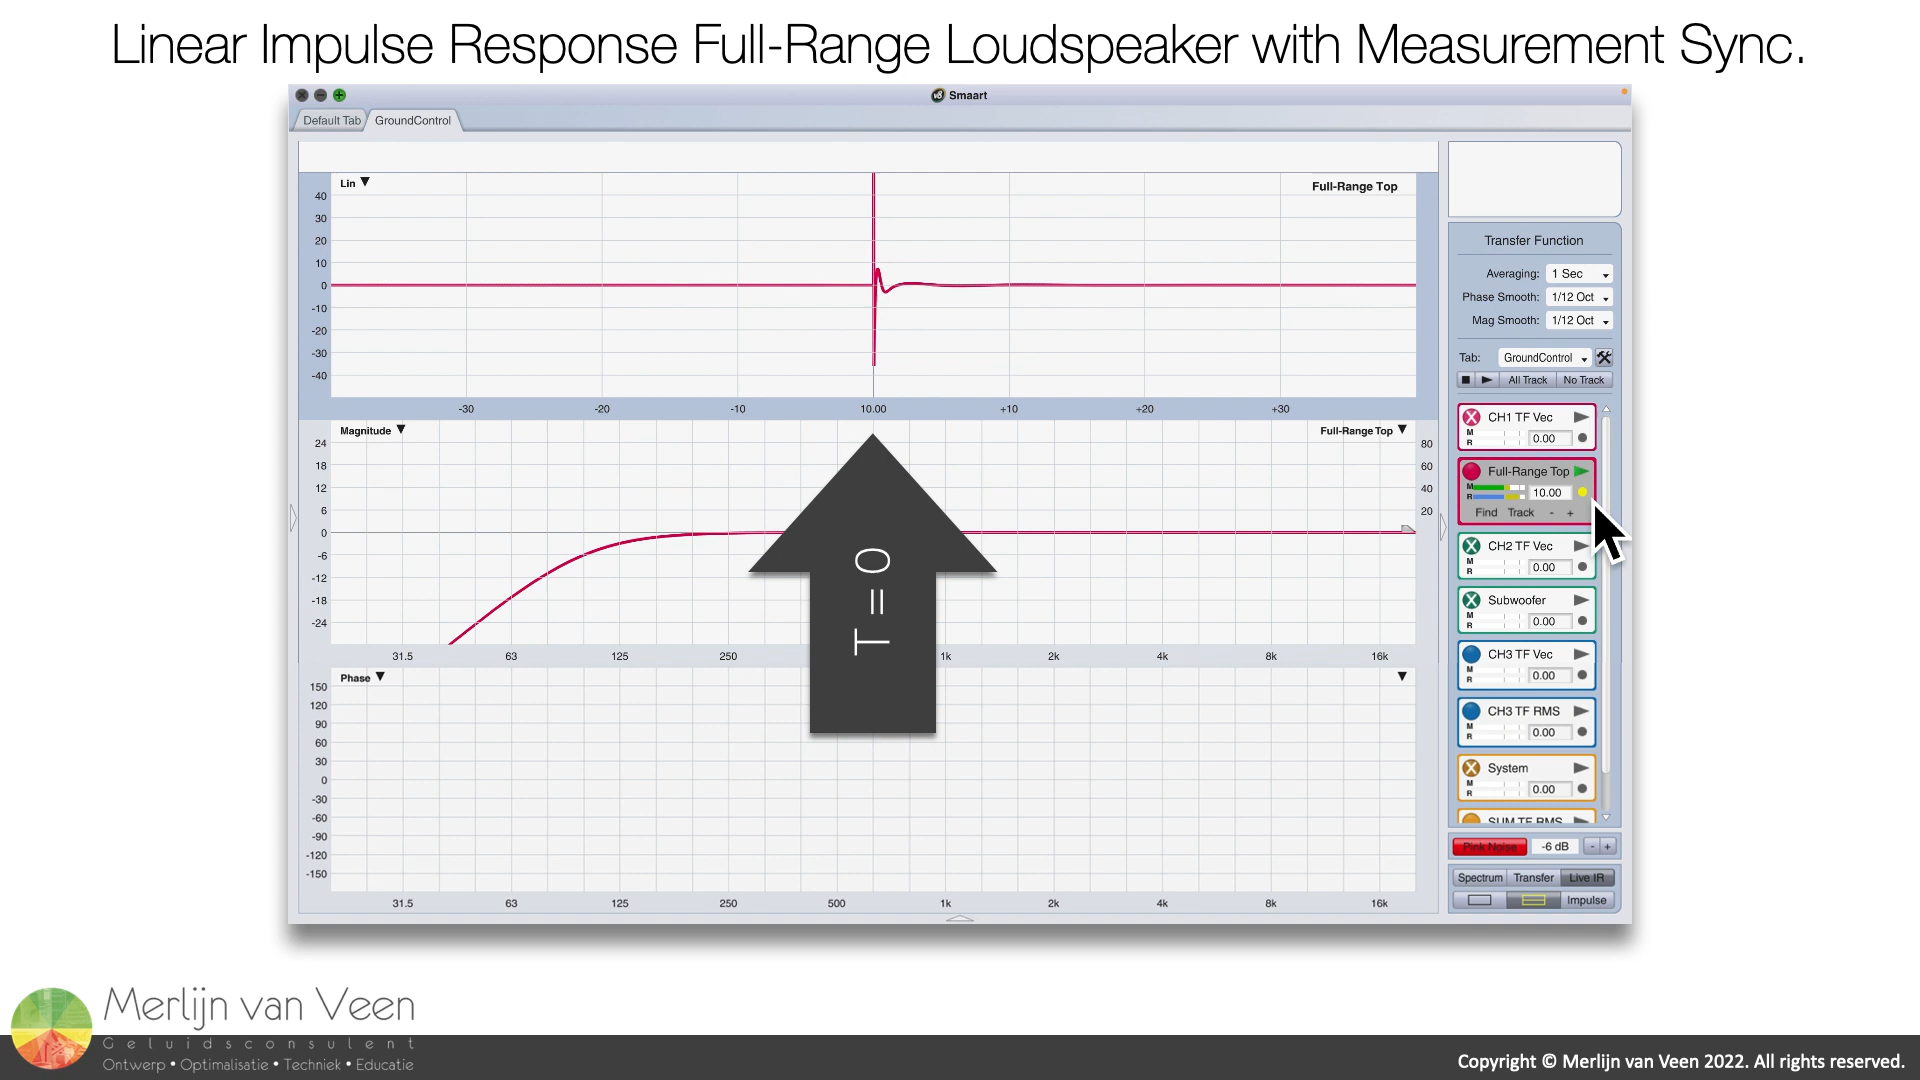 Linear Impulse Response Full-Range Loudspeaker with Measurement Sync.
Smaart
Default Tab GroundControl
Lin Full-Range Top
40
30
20
10
0
-10
-20
-30
-40
-30 -20 -10 10.00 +10 +20 +30
Magnitude Full-Range Top
24 80
18 60
12 40
6 20
0
-6
-12
-18
-24
31.5 63 125 250 1k 2k 4k 8k 16k
T = 0
Phase
150
120
90
60
30
0
-30
-60
-90
-120
-150
31.5 63 125 250 500 1k 2k 4k 8k 16k
Transfer Function
Averaging: 1 Sec
Phase Smooth: 1/12 Oct
Mag Smooth: 1/12 Oct
Tab: GroundControl
All Track No Track
CH1 TF Vec
M
R 0.00
Full-Range Top
M
R 10.00
Find Track - +
CH2 TF Vec
M
R 0.00
Subwoofer
M
R 0.00
CH3 TF Vec
M
R 0.00
CH3 TF RMS
M
R 0.00
System
M
R 0.00
SUM TF RMS
Pink Noise -6 dB - +
Spectrum Transfer Live IR
Impulse
Merlijn van Veen
Geluidsconsulent
Ontwerp • Optimalisatie • Techniek • Educatie
Copyright © Merlijn van Veen 2022. All rights reserved.